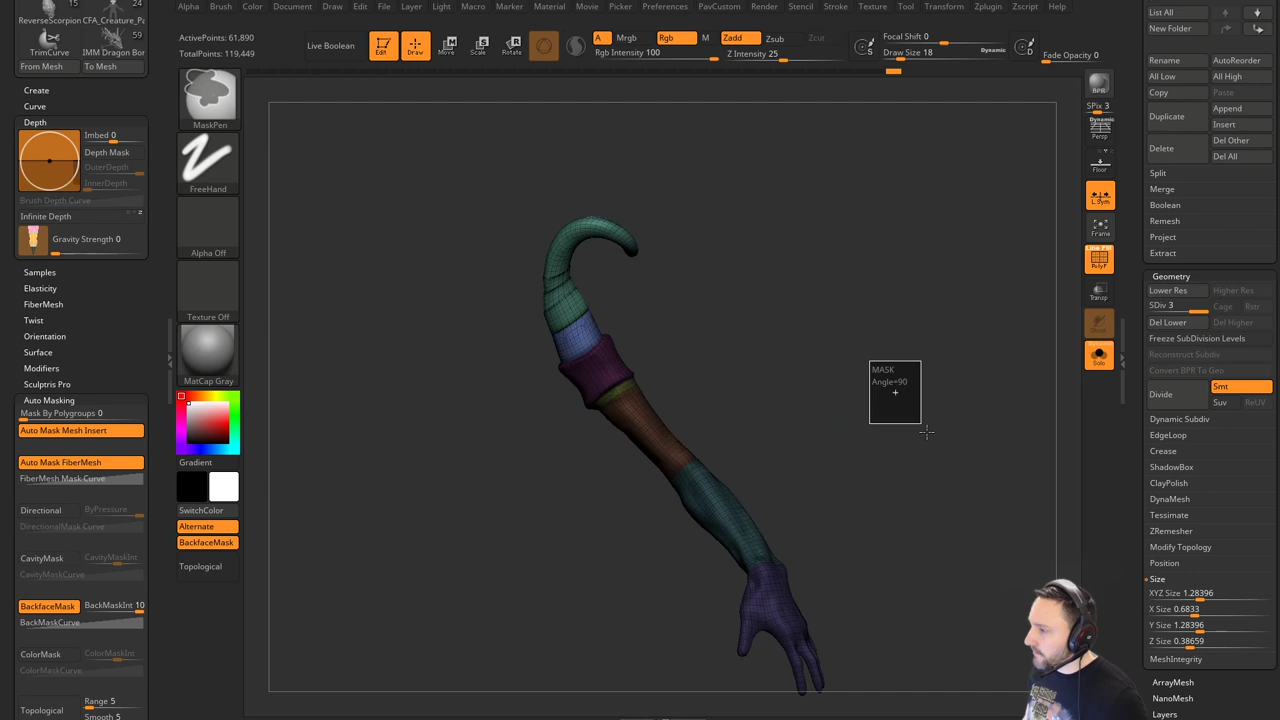 Alpha Brush Color Document Draw Edit File Layer Light Macro Marker Material Movie Picker Preferences PavCustom Render Stencil Stroke Texture Tool Transform Zplugin Zscript Help
15 24
ReverseScorpion CFA_Creature_Pa
59
TrimCurve IMM Dragon Bor
From Mesh To Mesh
Create
Curve
Depth
Imbed 0
Depth Mask
OuterDepth
InnerDepth
Brush Depth Curve
Infinite Depth
Gravity Strength 0
Samples
Elasticity
FiberMesh
Twist
Orientation
Surface
Modifiers
Sculptris Pro
Auto Masking
Mask By Polygroups 0
Auto Mask Mesh Insert
Auto Mask FiberMesh
FiberMesh Mask Curve
Directional ByPressure
DirectionalMask Curve
CavityMask CavityMaskInt
CavityMaskCurve
BackfaceMask BackMaskInt 10
BackMaskCurve
ColorMask ColorMaskInt
ColorMaskCurve
Topological
Range 5
Smooth 5
ActivePoints: 61,890
TotalPoints: 119,449
Live Boolean
Edit
Draw
Move
Scale
Rotate
A Mrgb Rgb M
Rgb Intensity 100
Zadd Zsub Zcut
Z Intensity 25
S
Focal Shift 0
Draw Size 18 Dynamic
D
Fade Opacity 0
MaskPen
FreeHand
Alpha Off
Texture Off
MatCap Gray
Gradient
SwitchColor
Alternate
BackfaceMask
Topological
MASK
Angle=90
BPR
SPix 3
Dynamic
Persp
Floor
L.Sym
Frame
Line Fill
PolyF
Transp
Ghost
Dynamic
Solo
List All
New Folder
Rename AutoReorder
All Low All High
Copy Paste
Duplicate Append
Insert
Delete Del Other
Del All
Split
Merge
Boolean
Remesh
Project
Extract
Geometry
Lower Res Higher Res
SDiv 3 Cage Rstr
Del Lower Del Higher
Freeze SubDivision Levels
Reconstruct Subdiv
Convert BPR To Geo
Divide Smt
Suv ReUV
Dynamic Subdiv
EdgeLoop
Crease
ShadowBox
ClayPolish
DynaMesh
Tessimate
ZRemesher
Modify Topology
Position
Size
XYZ Size 1.28396
X Size 0.6833
Y Size 1.28396
Z Size 0.38659
MeshIntegrity
ArrayMesh
NanoMesh
Layers